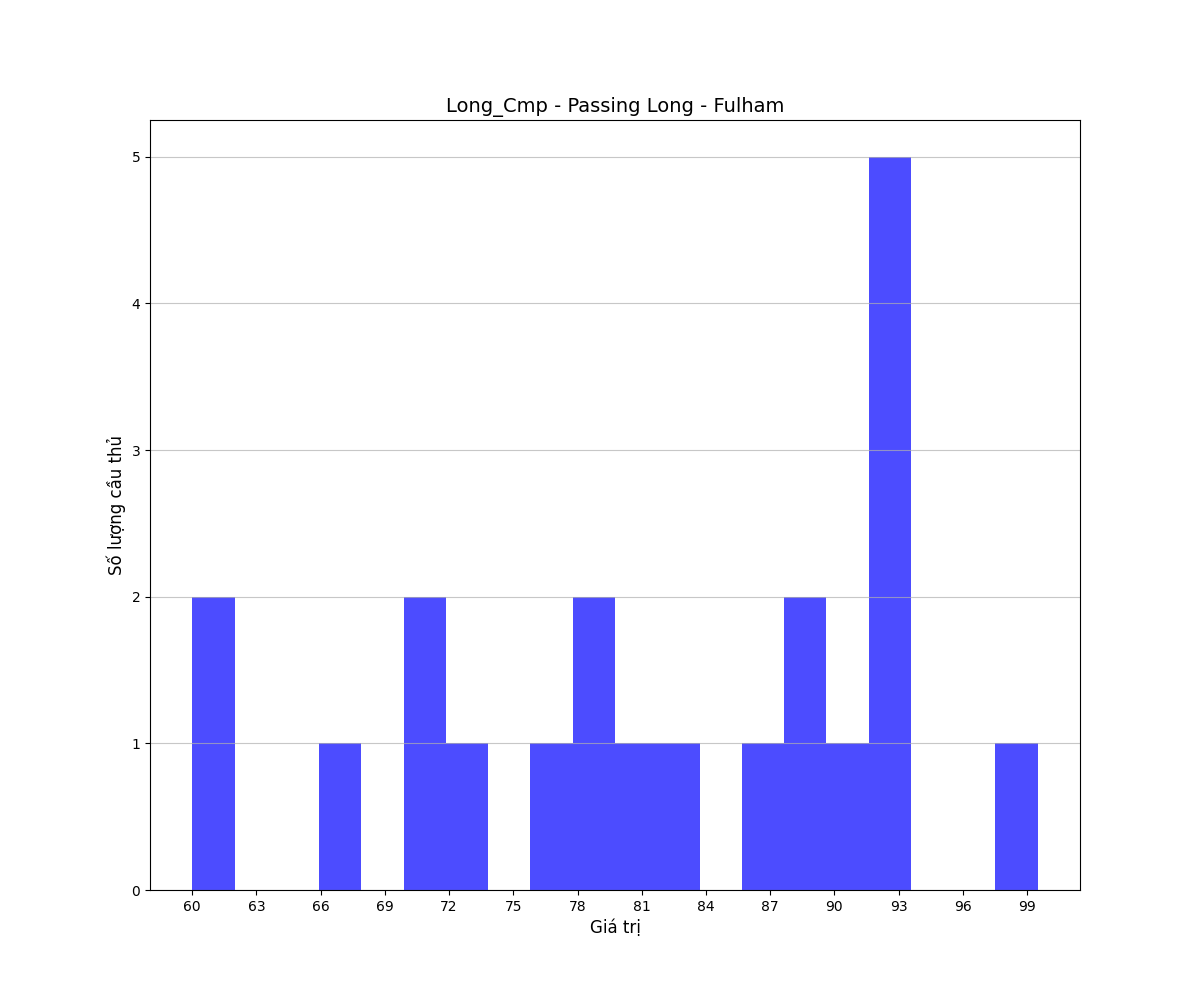 Long_Cmp - Passing Long - Fulham
Số lượng cầu thủ
5
4
3
2
1
0
60 63 66 69 72 75 78 81 84 87 90 93 96 99
Giá trị